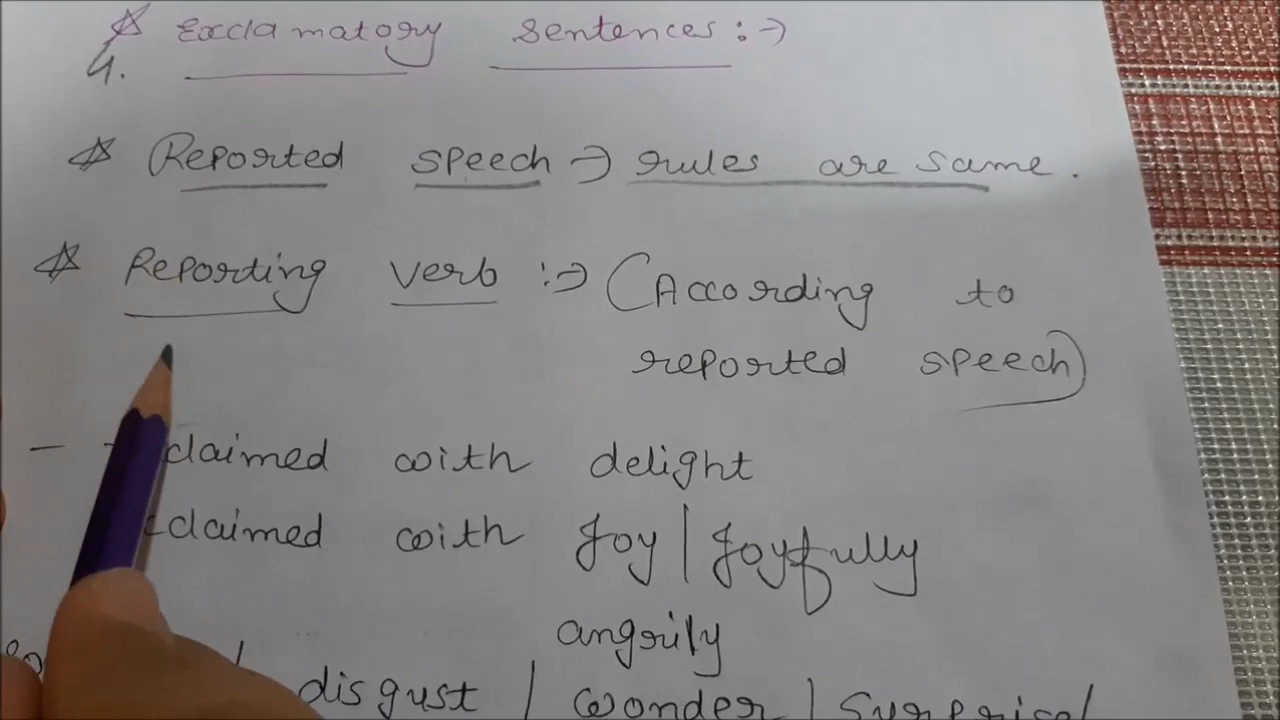 ☆ Exclamatory sentences :→
4.
☆ Reported speech → rules are same.
☆ Reporting verb :→ (According to
reported speech)
- claimed with delight
claimed with Joy | Joyfully
angrily
disgust | wonder | Surprise |